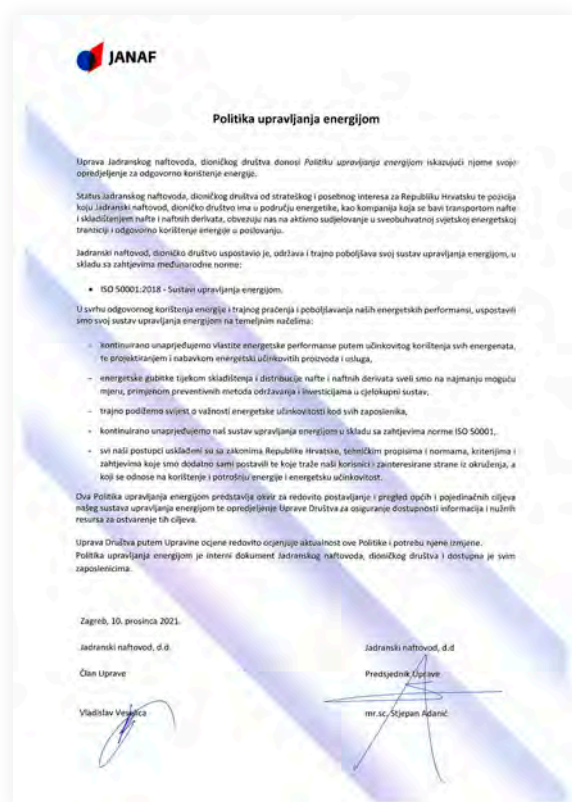 JANAF
Politika upravljanja energijom
Uprava Jadranskog naftovoda, dioničkog društva donosi Politiku upravljanja energijom iskazujući njome svoje
opredjeljenje za odgovorno korištenje energije.
Status Jadranskog naftovoda, dioničkog društva od strateškog i posebnog interesa za Republiku Hrvatsku te pozicija
koju Jadranski naftovod, dioničko društvo ima u području energetike, kao kompanija koja se bavi transportom nafte
i skladištenjem nafte i naftnih derivata, obvezuju nas na aktivno sudjelovanje u sveobuhvatnoj svjetskoj energetskoj
tranziciji i odgovorno korištenje energije u poslovanju.
Jadranski naftovod, dioničko društvo uspostavio je, održava i trajno poboljšava svoj sustav upravljanja energijom, u
skladu sa zahtjevima međunarodne norme:
• ISO 50001:2018 - Sustavi upravljanja energijom.
U svrhu odgovornog korištenja energije i trajnog praćenja i poboljšavanja naših energetskih performansi, uspostavili
smo svoj sustav upravljanja energijom na temeljnim načelima:
- kontinuirano unaprjeđujemo vlastite energetske performanse putem učinkovitog korištenja svih energenata,
te projektiranjem i nabavkom energetski učinkovitih proizvoda i usluga,
- energetske gubitke tijekom skladištenja i distribucije nafte i naftnih derivata sveli smo na najmanju moguću
mjeru, primjenom preventivnih metoda održavanja i investicijama u cjelokupni sustav,
- trajno podižemo svijest o važnosti energetske učinkovitosti kod svih zaposlenika,
- kontinuirano unaprjeđujemo naš sustav upravljanja energijom u skladu sa zahtjevima norme ISO 50001,
- svi naši postupci usklađeni su sa zakonima Republike Hrvatske, tehničkim propisima i normama, kriterijima i
zahtjevima koje smo dodatno sami postavili te koje traže naši korisnici i zainteresirane strane iz okruženja, a
koji se odnose na korištenje i potrošnju energije i energetsku učinkovitost.
Ova Politika upravljanja energijom predstavlja okvir za redovito postavljanje i pregled općih i pojedinačnih ciljeva
našeg sustava upravljanja energijom te opredjeljenje Uprave Društva za osiguranje dostupnosti informacija i nužnih
resursa za ostvarenje tih ciljeva.
Uprava Društva putem Upravine ocjene redovito ocjenjuje aktualnost ove Politike i potrebu njene izmjene.
Politika upravljanja energijom je interni dokument Jadranskog naftovoda, dioničkog društva i dostupna je svim
zaposlenicima.
Zagreb, 10. prosinca 2021.
Jadranski naftovod, d.d.
Jadranski naftovod, d.d
Član Uprave
Predsjednik Uprave
Vladislav Veselica
mr.sc. Stjepan Adanić